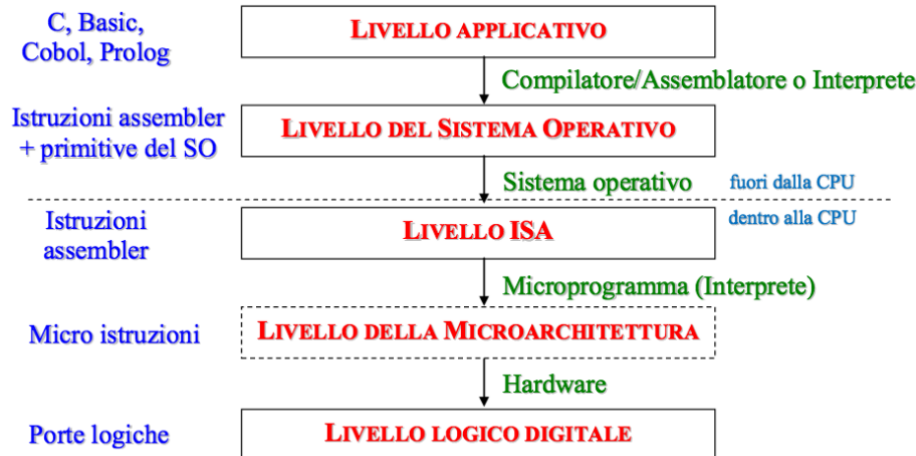 C, Basic,
Cobol, Prolog
LIVELLO APPLICATIVO
Compilatore/Assemblatore o Interprete
Istruzioni assembler
+ primitive del SO
LIVELLO DEL SISTEMA OPERATIVO
Sistema operativo
fuori dalla CPU
dentro alla CPU
Istruzioni
assembler
LIVELLO ISA
Microprogramma (Interprete)
Micro istruzioni
LIVELLO DELLA MICROARCHITETTURA
Hardware
Porte logiche
LIVELLO LOGICO DIGITALE